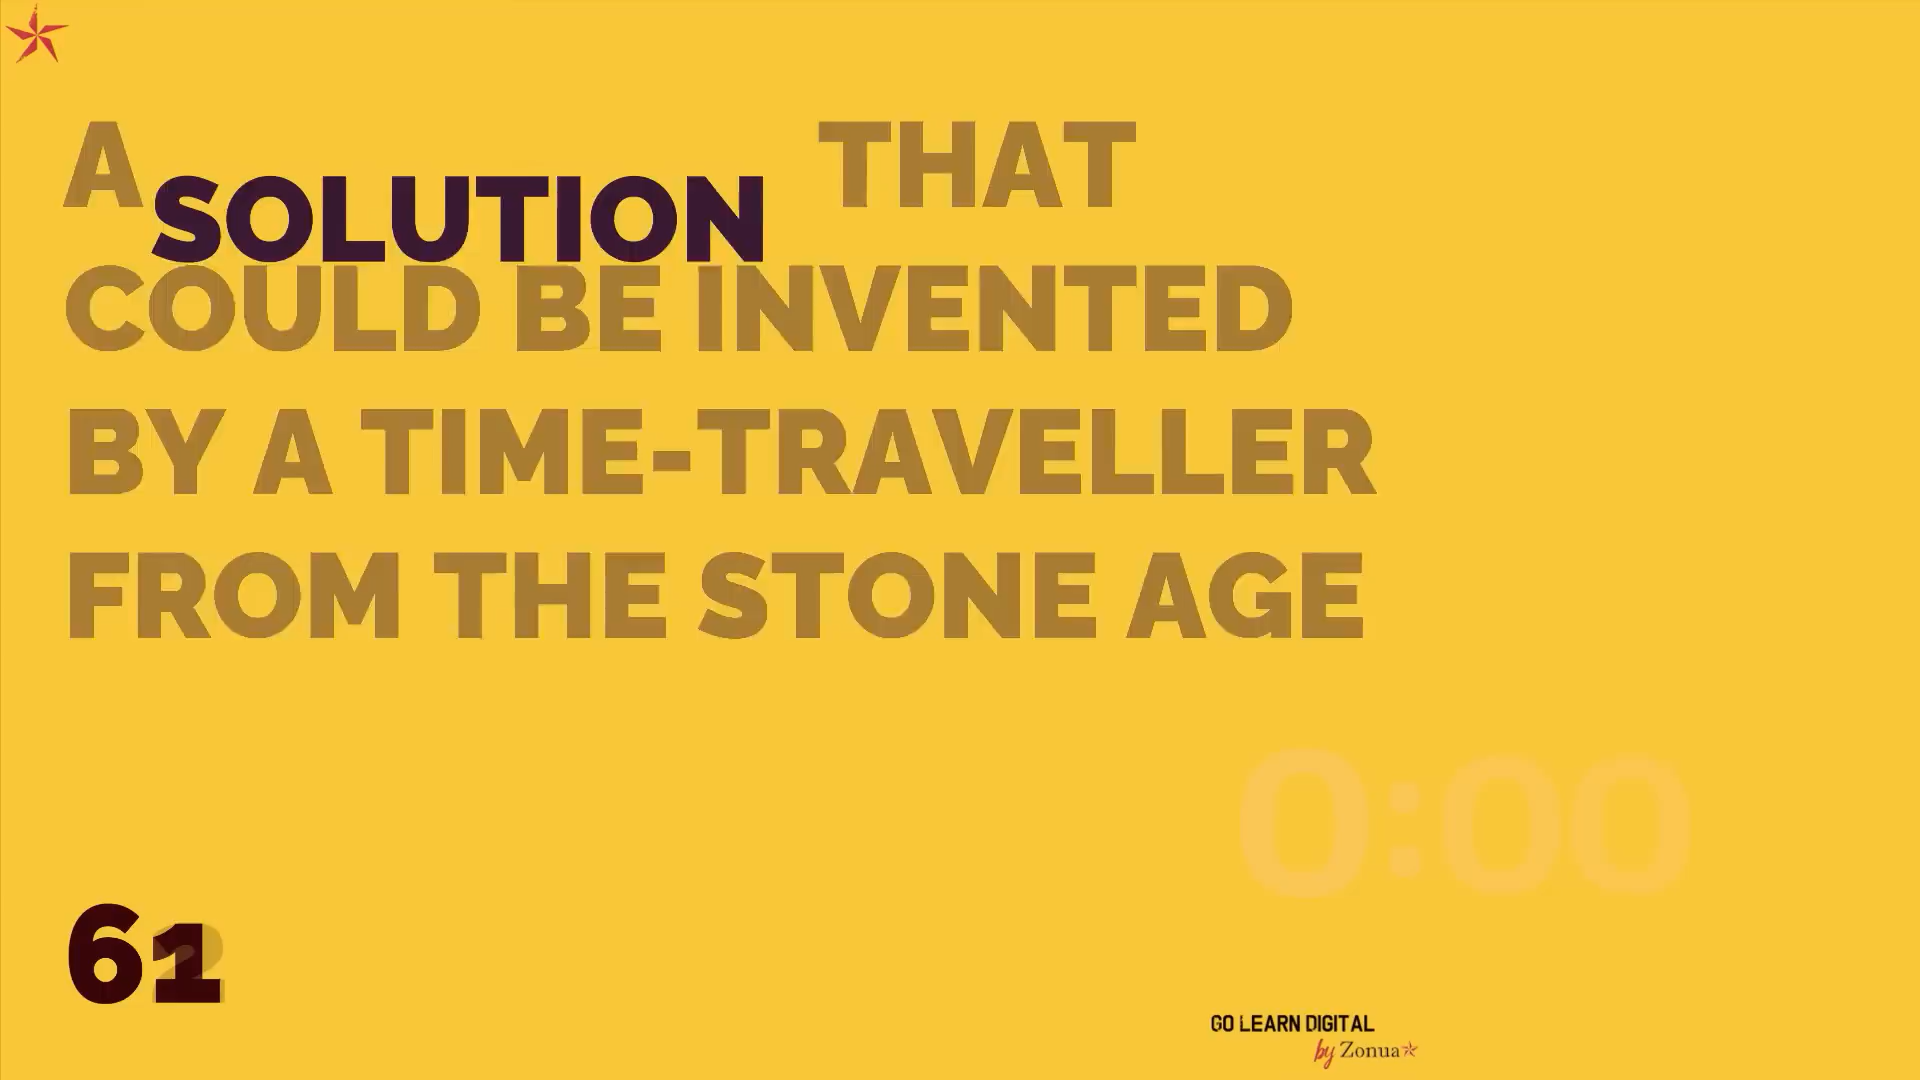 A SOLUTION THAT
COULD BE INVENTED
BY A TIME-TRAVELLER
FROM THE STONE AGE
0:00
61
GO LEARN DIGITAL
by Zonua